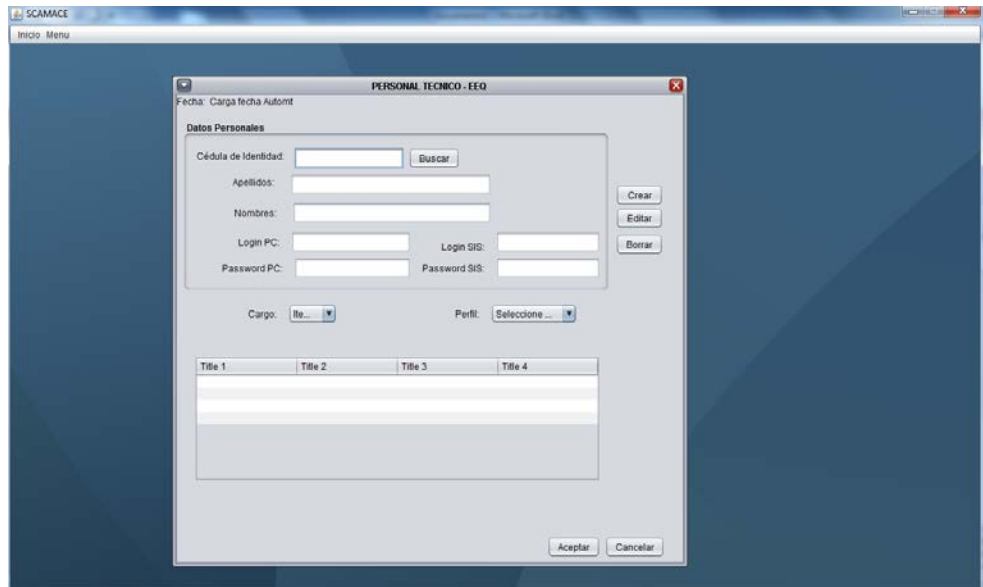 SCAMACE
Inicio Menu
PERSONAL TECNICO - EEQ
Fecha: Carga fecha Automt
Datos Personales
Cédula de Identidad: Buscar
Apellidos:
Crear
Nombres:
Editar
Login PC: Login SIS:
Borrar
Password PC: Password SIS:
Cargo: Ite... Perfil: Seleccione ...
Title 1 Title 2 Title 3 Title 4
Aceptar Cancelar